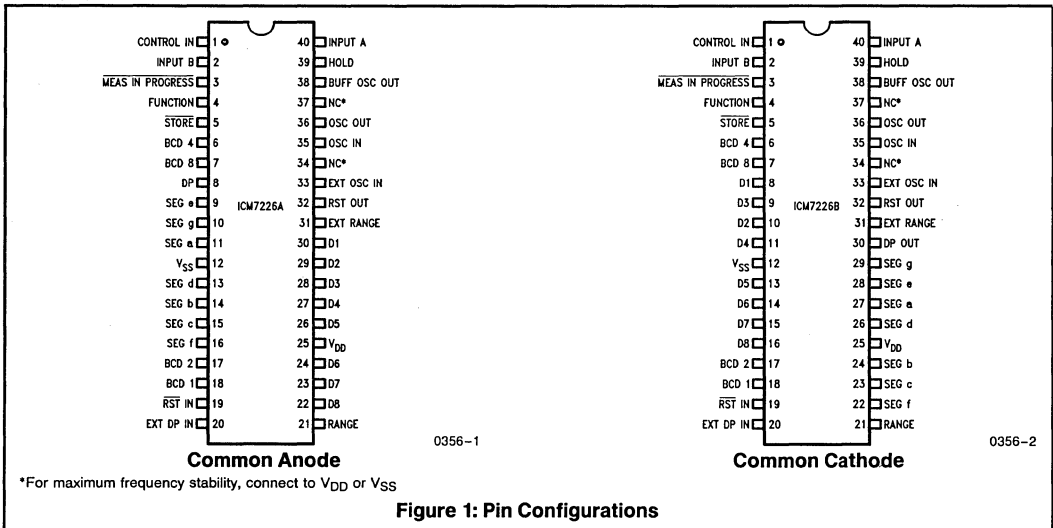 CONTROL IN 1 40 INPUT A
INPUT B 2 39 HOLD
MEAS IN PROGRESS 3 38 BUFF OSC OUT
FUNCTION 4 37 NC*
STORE 5 36 OSC OUT
BCD 4 6 35 OSC IN
BCD 8 7 34 NC*
DP 8 33 EXT OSC IN
SEG e 9 ICM7226A 32 RST OUT
SEG g 10 31 EXT RANGE
SEG a 11 30 D1
VSS 12 29 D2
SEG d 13 28 D3
SEG b 14 27 D4
SEG c 15 26 D5
SEG f 16 25 VDD
BCD 2 17 24 D6
BCD 1 18 23 D7
RST IN 19 22 D8
EXT DP IN 20 21 RANGE
0356-1
Common Anode
CONTROL IN 1 40 INPUT A
INPUT B 2 39 HOLD
MEAS IN PROGRESS 3 38 BUFF OSC OUT
FUNCTION 4 37 NC*
STORE 5 36 OSC OUT
BCD 4 6 35 OSC IN
BCD 8 7 34 NC*
D1 8 33 EXT OSC IN
D3 9 ICM7226B 32 RST OUT
D2 10 31 EXT RANGE
D4 11 30 DP OUT
VSS 12 29 SEG g
D5 13 28 SEG e
D6 14 27 SEG a
D7 15 26 SEG d
D8 16 25 VDD
BCD 2 17 24 SEG b
BCD 1 18 23 SEG c
RST IN 19 22 SEG f
EXT DP IN 20 21 RANGE
0356-2
Common Cathode
*For maximum frequency stability, connect to VDD or VSS
Figure 1: Pin Configurations